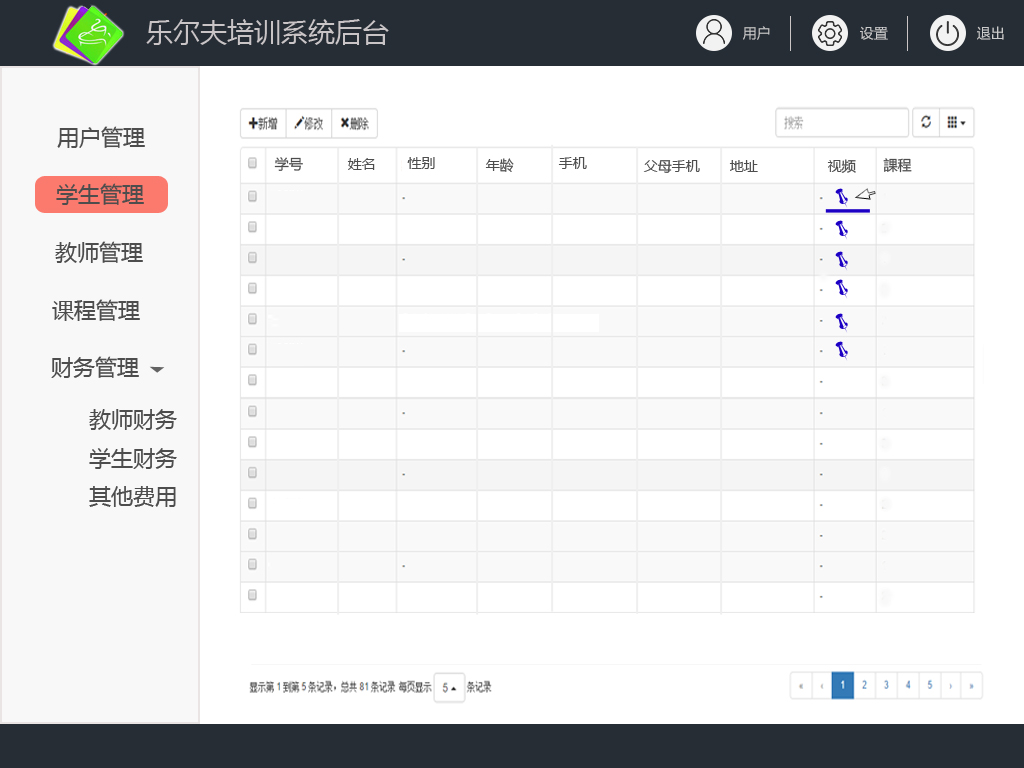 乐尔夫培训系统后台
用户 设置 退出
用户管理
学生管理
教师管理
课程管理
财务管理
教师财务
学生财务
其他费用
新增 修改 删除
搜索
学号 姓名 性别 年龄 手机 父母手机 地址 视频 課程
显示第 1 到第 5 条记录，总共 81 条记录 每页显示 5 条记录
« ‹ 1 2 3 4 5 › »